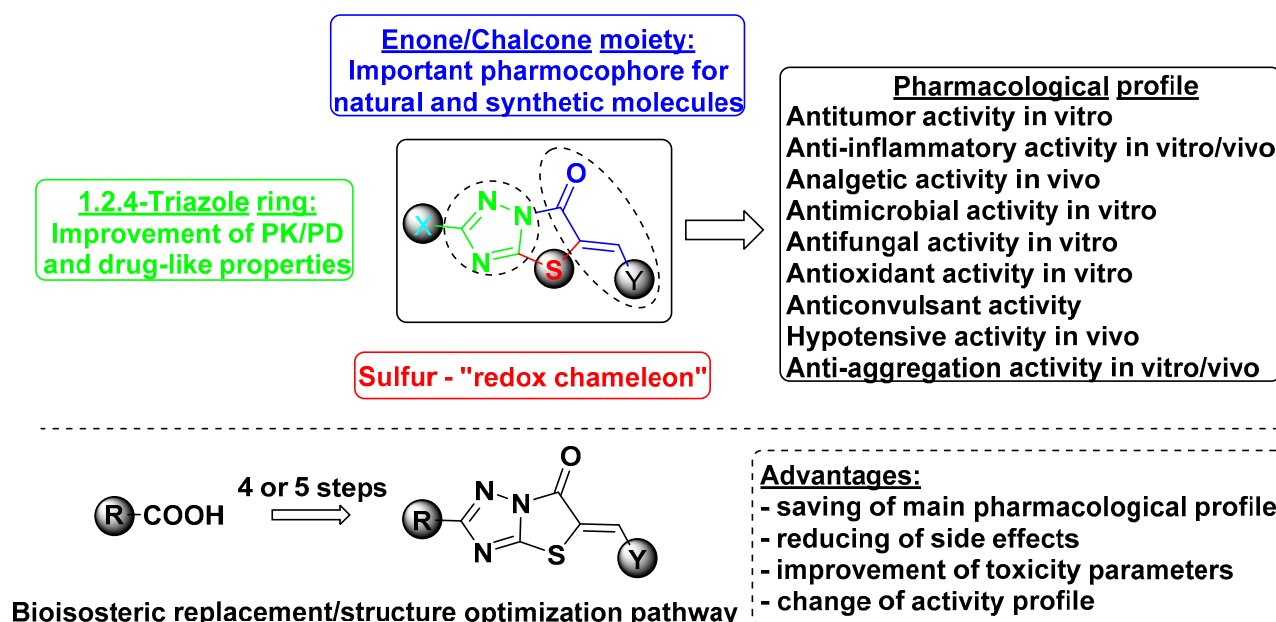 Enone/Chalcone moiety:
Important pharmocophore for
natural and synthetic molecules
1.2.4-Triazole ring:
Improvement of PK/PD
and drug-like properties
O
N
N
X
N
S
Y
Sulfur - "redox chameleon"
Pharmacological profile
Antitumor activity in vitro
Anti-inflammatory activity in vitro/vivo
Analgetic activity in vivo
Antimicrobial activity in vitro
Antifungal activity in vitro
Antioxidant activity in vitro
Anticonvulsant activity
Hypotensive activity in vivo
Anti-aggregation activity in vitro/vivo
R-COOH
4 or 5 steps
O
N
N
R
N
S
Y
Bioisosteric replacement/structure optimization pathway
Advantages:
- saving of main pharmacological profile
- reducing of side effects
- improvement of toxicity parameters
- change of activity profile